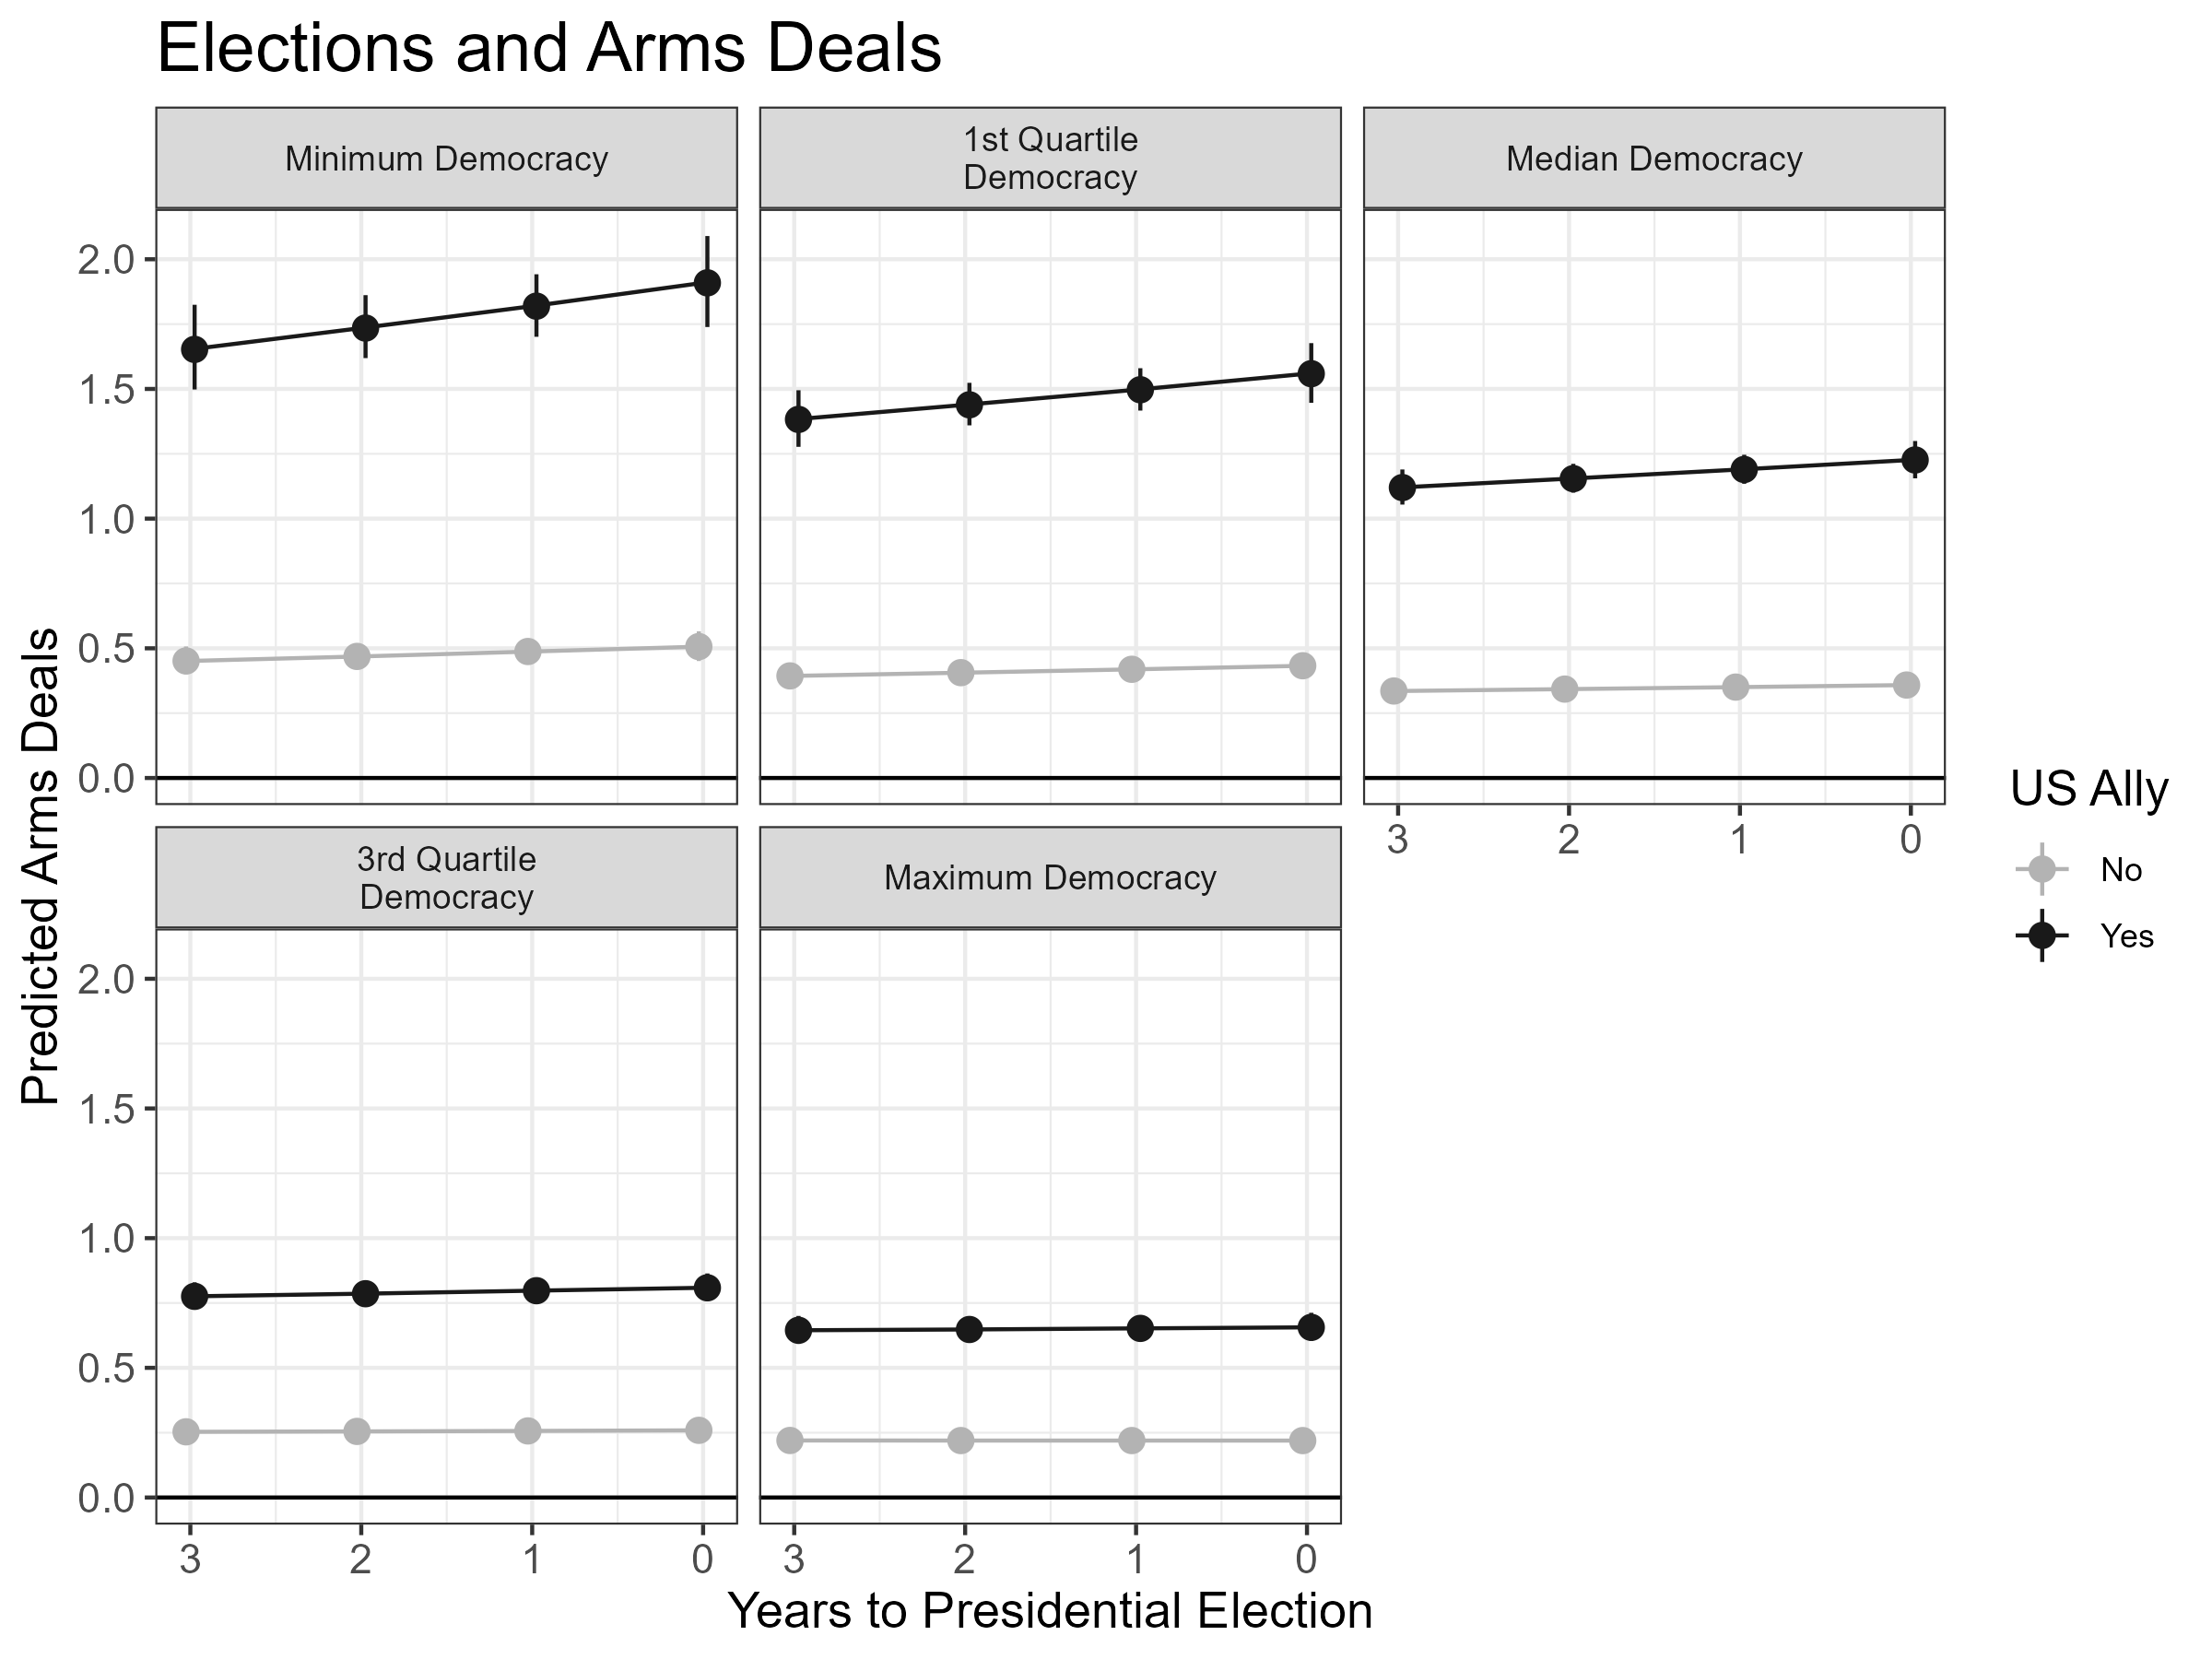 Elections and Arms Deals
Minimum Democracy
1st Quartile
Democracy
Median Democracy
2.0
1.5
1.0
0.5
0.0
3 2 1 0
3rd Quartile
Democracy
Maximum Democracy
2.0
1.5
1.0
0.5
0.0
3 2 1 0
3 2 1 0
Predicted Arms Deals
Years to Presidential Election
US Ally
No
Yes